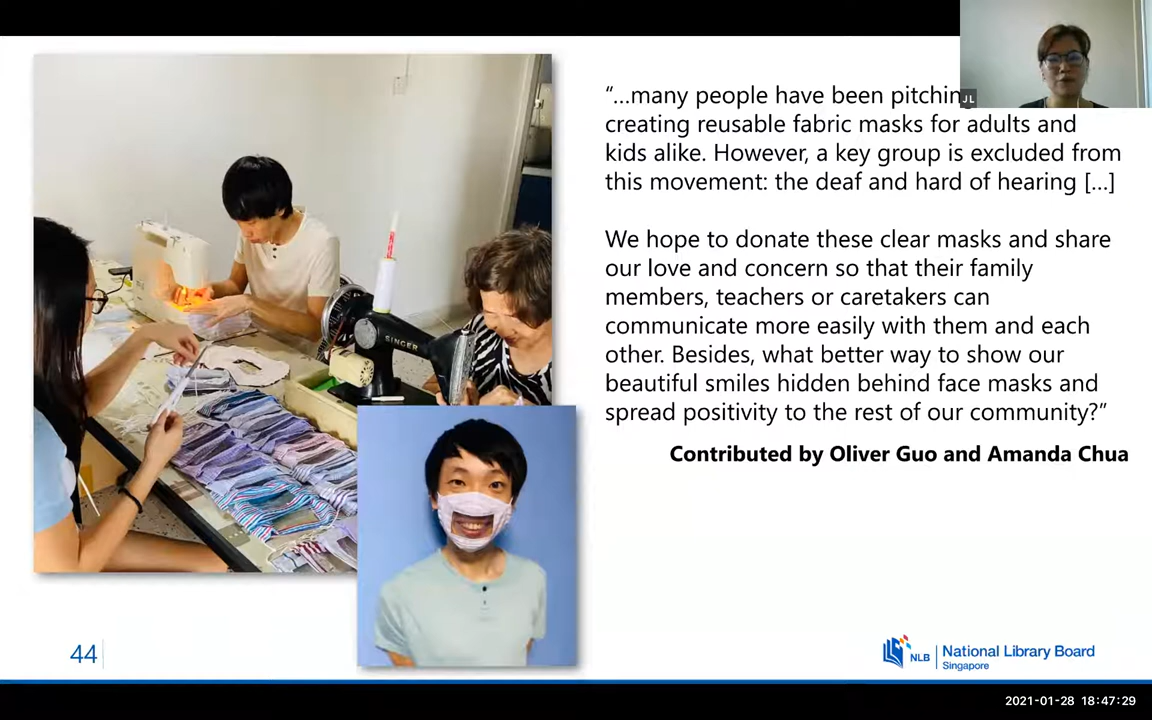 “...many people have been pitching
JL
creating reusable fabric masks for adults and
kids alike. However, a key group is excluded from
this movement: the deaf and hard of hearing [...]
We hope to donate these clear masks and share
our love and concern so that their family
members, teachers or caretakers can
communicate more easily with them and each
other. Besides, what better way to show our
beautiful smiles hidden behind face masks and
spread positivity to the rest of our community?”
Contributed by Oliver Guo and Amanda Chua
SINGER
44
NLB
National Library Board
Singapore
2021-01-28 18:47:29